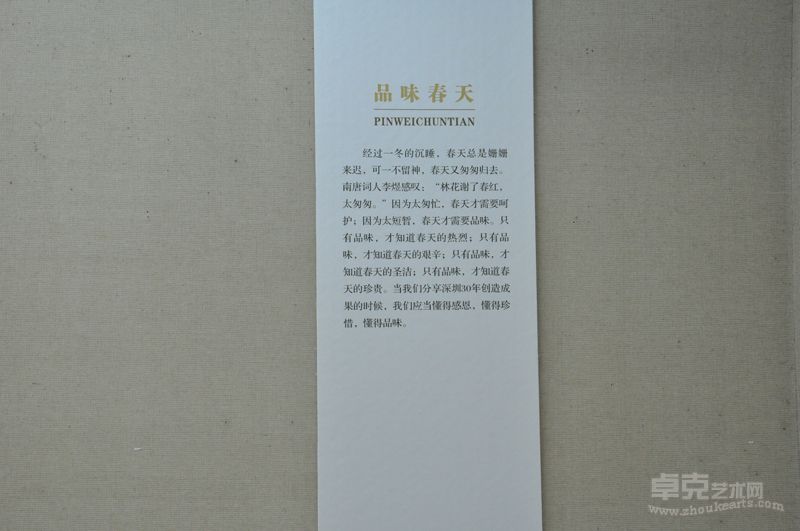 品味春天
PINWEICHUNTIAN
经过一冬的沉睡，春天总是姗姗
来迟，可一不留神，春天又匆匆归去。
南唐词人李煜感叹：“林花谢了春红，
太匆匆。”因为太匆忙，春天才需要呵
护；因为太短暂，春天才需要品味。只
有品味，才知道春天的热烈；只有品
味，才知道春天的艰辛；只有品味，才
知道春天的圣洁；只有品味，才知道春
天的珍贵。当我们分享深圳30年创造成
果的时候，我们应当懂得感恩，懂得珍
惜，懂得品味。
卓克艺术网
www.zhoukearts.com